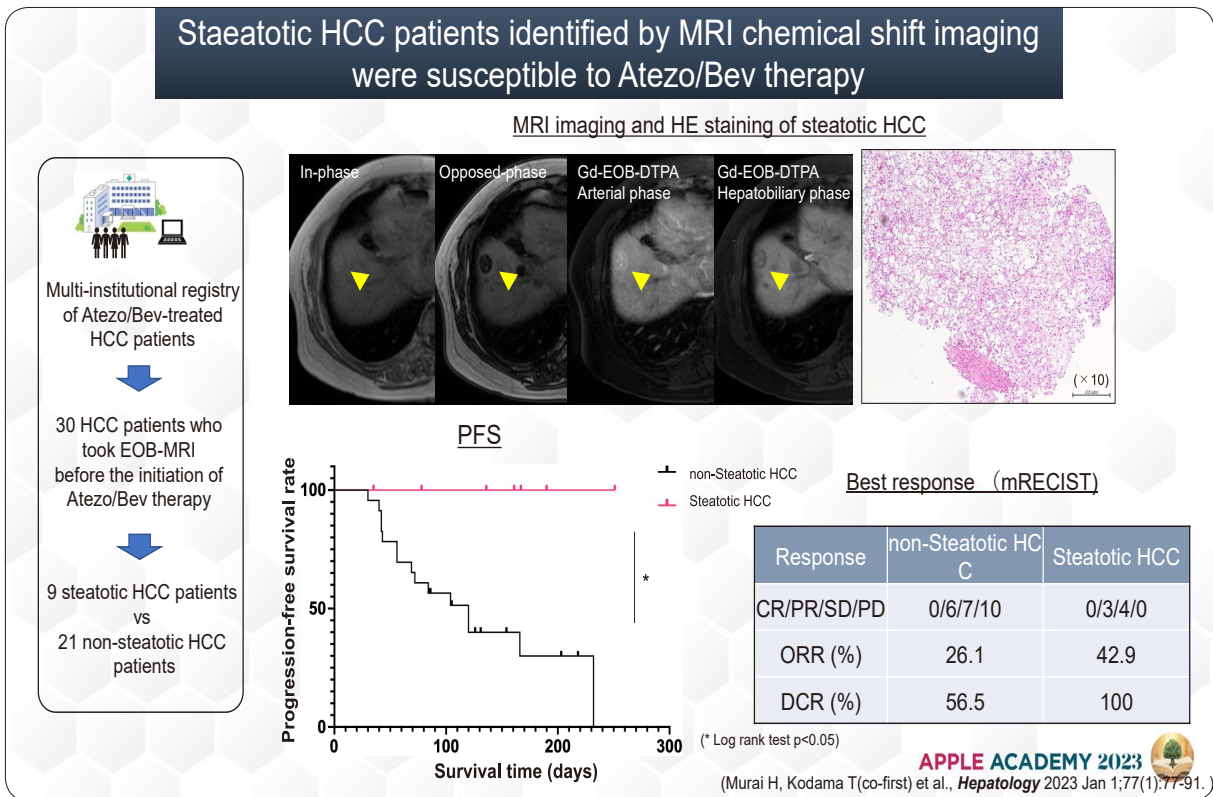 Staeatotic HCC patients identified by MRI chemical shift imaging
were susceptible to Atezo/Bev therapy
Multi-institutional registry
of Atezo/Bev-treated
HCC patients
30 HCC patients who
took EOB-MRI
before the initiation of
Atezo/Bev therapy
9 steatotic HCC patients
vs
21 non-steatotic HCC
patients
MRI imaging and HE staining of steatotic HCC
In-phase
Opposed-phase
Gd-EOB-DTPA
Arterial phase
Gd-EOB-DTPA
Hepatobiliary phase
(×10)
PFS
non-Steatotic HCC
Steatotic HCC
Progression-free survival rate
100
50
0
*
0 100 200 300
Survival time (days)
(* Log rank test p<0.05)
Best response （mRECIST)
Response non-Steatotic HC
C Steatotic HCC
CR/PR/SD/PD 0/6/7/10 0/3/4/0
ORR (%) 26.1 42.9
DCR (%) 56.5 100
APPLE ACADEMY 2023
(Murai H, Kodama T(co-first) et al., Hepatology 2023 Jan 1;77(1):77-91. )